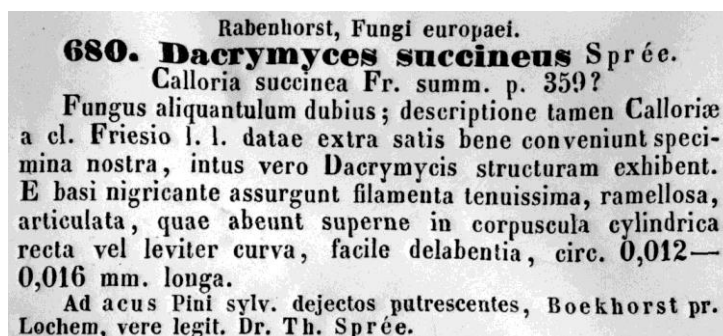 Rabenhorst, Fungi europaei.
680. Dacrymyces succineus Sprée.
Calloria succinea Fr. summ. p. 359?
Fungus aliquantulum dubius; descriptione tamen Calloriæ
a cl. Friesio l. l. datae extra satis bene conveniunt speci-
mina nostra, intus vero Dacrymycis structuram exhibent.
E basi nigricante assurgunt filamenta tenuissima, ramellosa,
articulata, quae abeunt superne in corpuscula cylindrica
recta vel leviter curva, facile delabentia, circ. 0,012—
0,016 mm. longa.
Ad acus Pini sylv. dejectos putrescentes, Boekhorst pr.
Lochem, vere legit. Dr. Th. Sprée.